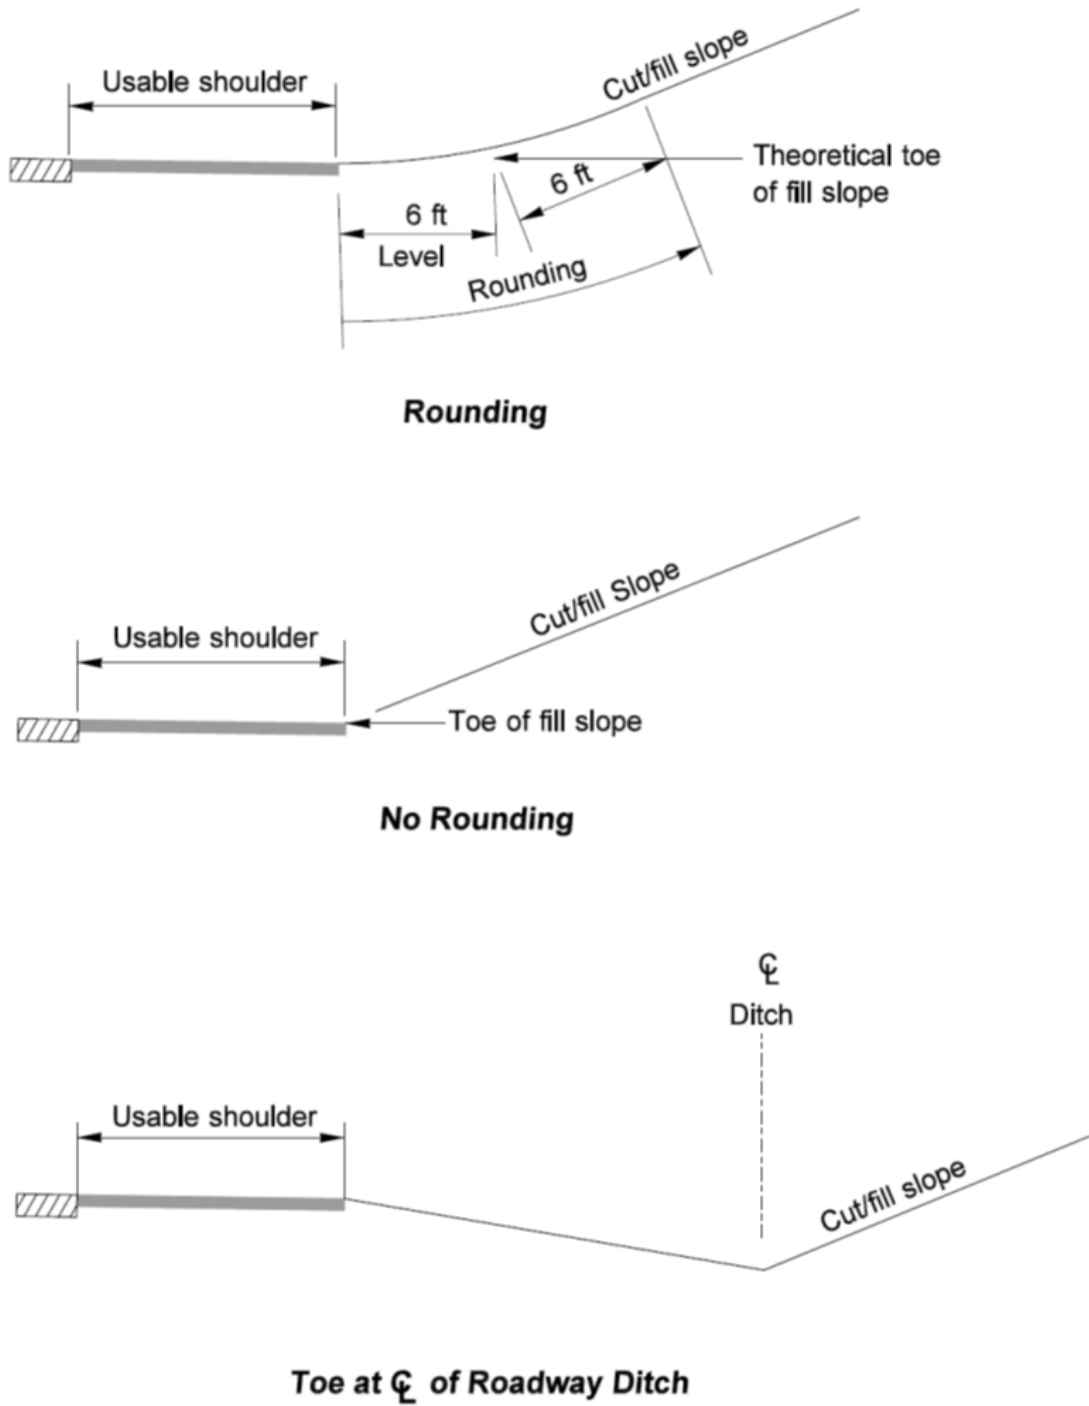 Usable shoulder
Cut/fill slope
Theoretical toe
of fill slope
6 ft
6 ft
Level
Rounding
Rounding
Cut/fill Slope
Usable shoulder
Toe of fill slope
No Rounding
℄
Ditch
Usable shoulder
Cut/fill slope
Toe at ℄ of Roadway Ditch